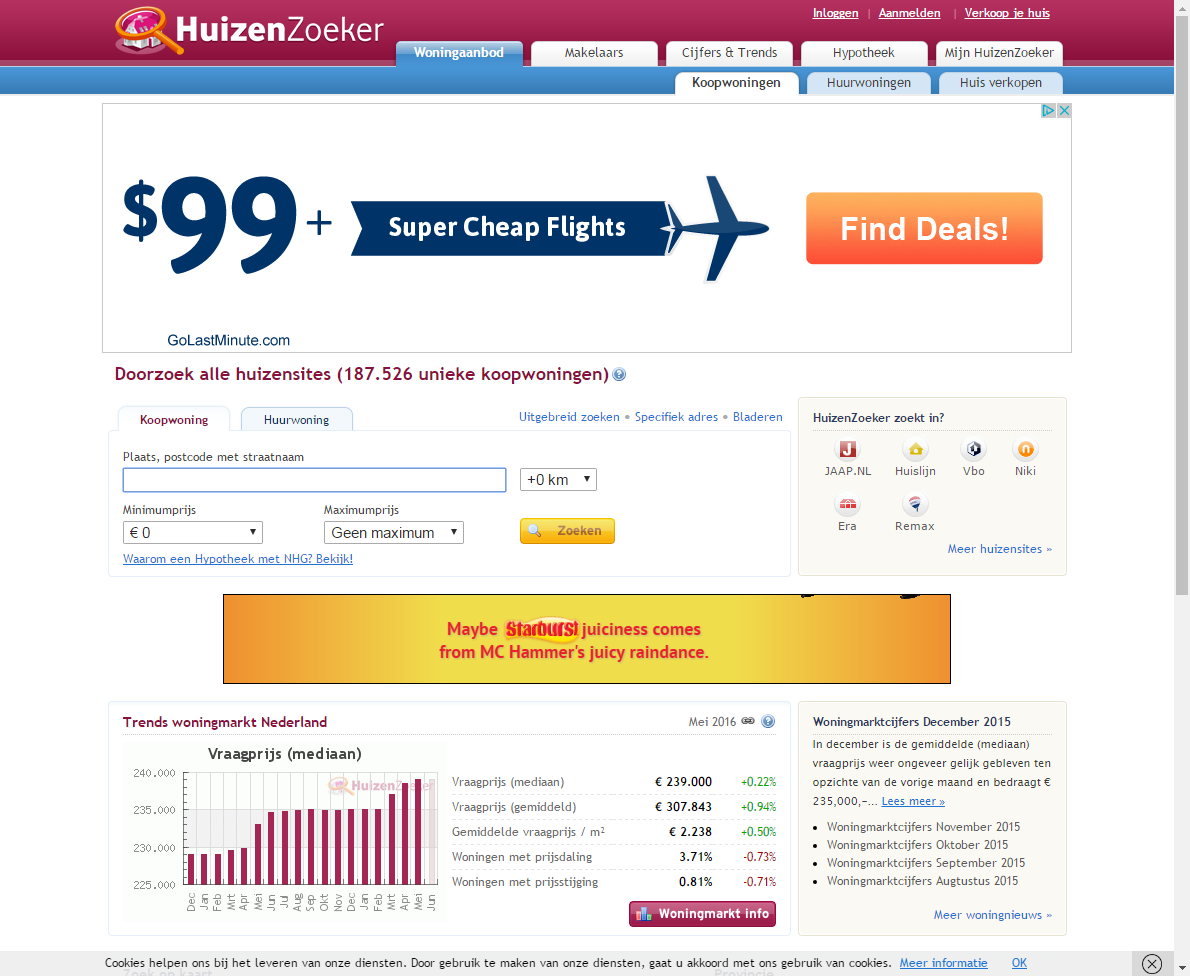 HuizenZoeker
Inloggen | Aanmelden | Verkoop je huis
Woningaanbod Makelaars Cijfers & Trends Hypotheek Mijn HuizenZoeker
Koopwoningen Huurwoningen Huis verkopen
$99+ Super Cheap Flights Find Deals!
GoLastMinute.com
Doorzoek alle huizensites (187.526 unieke koopwoningen)
Koopwoning Huurwoning Uitgebreid zoeken • Specifiek adres • Bladeren
Plaats, postcode met straatnaam
+0 km
Minimumprijs Maximumprijs
€ 0 Geen maximum Zoeken
Waarom een Hypotheek met NHG? Bekijk!
HuizenZoeker zoekt in?
JAAP.NL Huislijn Vbo Niki
Era Remax
Meer huizensites »
Maybe Starburst juiciness comes
from MC Hammer's juicy raindance.
Trends woningmarkt Nederland Mei 2016
Vraagprijs (mediaan)
HuizenZoeker
240.000
235.000
230.000
225.000
Dec Jan Feb Mrt Apr Mei Jun Jul Aug Sep Okt Nov Dec Jan Feb Mrt Apr Mei Jun
Vraagprijs (mediaan) € 239.000 +0.22%
Vraagprijs (gemiddeld) € 307.843 +0.94%
Gemiddelde vraagprijs / m² € 2.238 +0.50%
Woningen met prijsdaling 3.71% -0.73%
Woningen met prijsstijging 0.81% -0.71%
Woningmarkt info
Woningmarktcijfers December 2015
In december is de gemiddelde (mediaan)
vraagprijs weer ongeveer gelijk gebleven ten
opzichte van de vorige maand en bedraagt €
235.000,-... Lees meer »
• Woningmarktcijfers November 2015
• Woningmarktcijfers Oktober 2015
• Woningmarktcijfers September 2015
• Woningmarktcijfers Augtustus 2015
Meer woningnieuws »
Cookies helpen ons bij het leveren van onze diensten. Door gebruik te maken van onze diensten, gaat u akkoord met ons gebruik van cookies. Meer informatie OK
Zoek op kaart Provincie